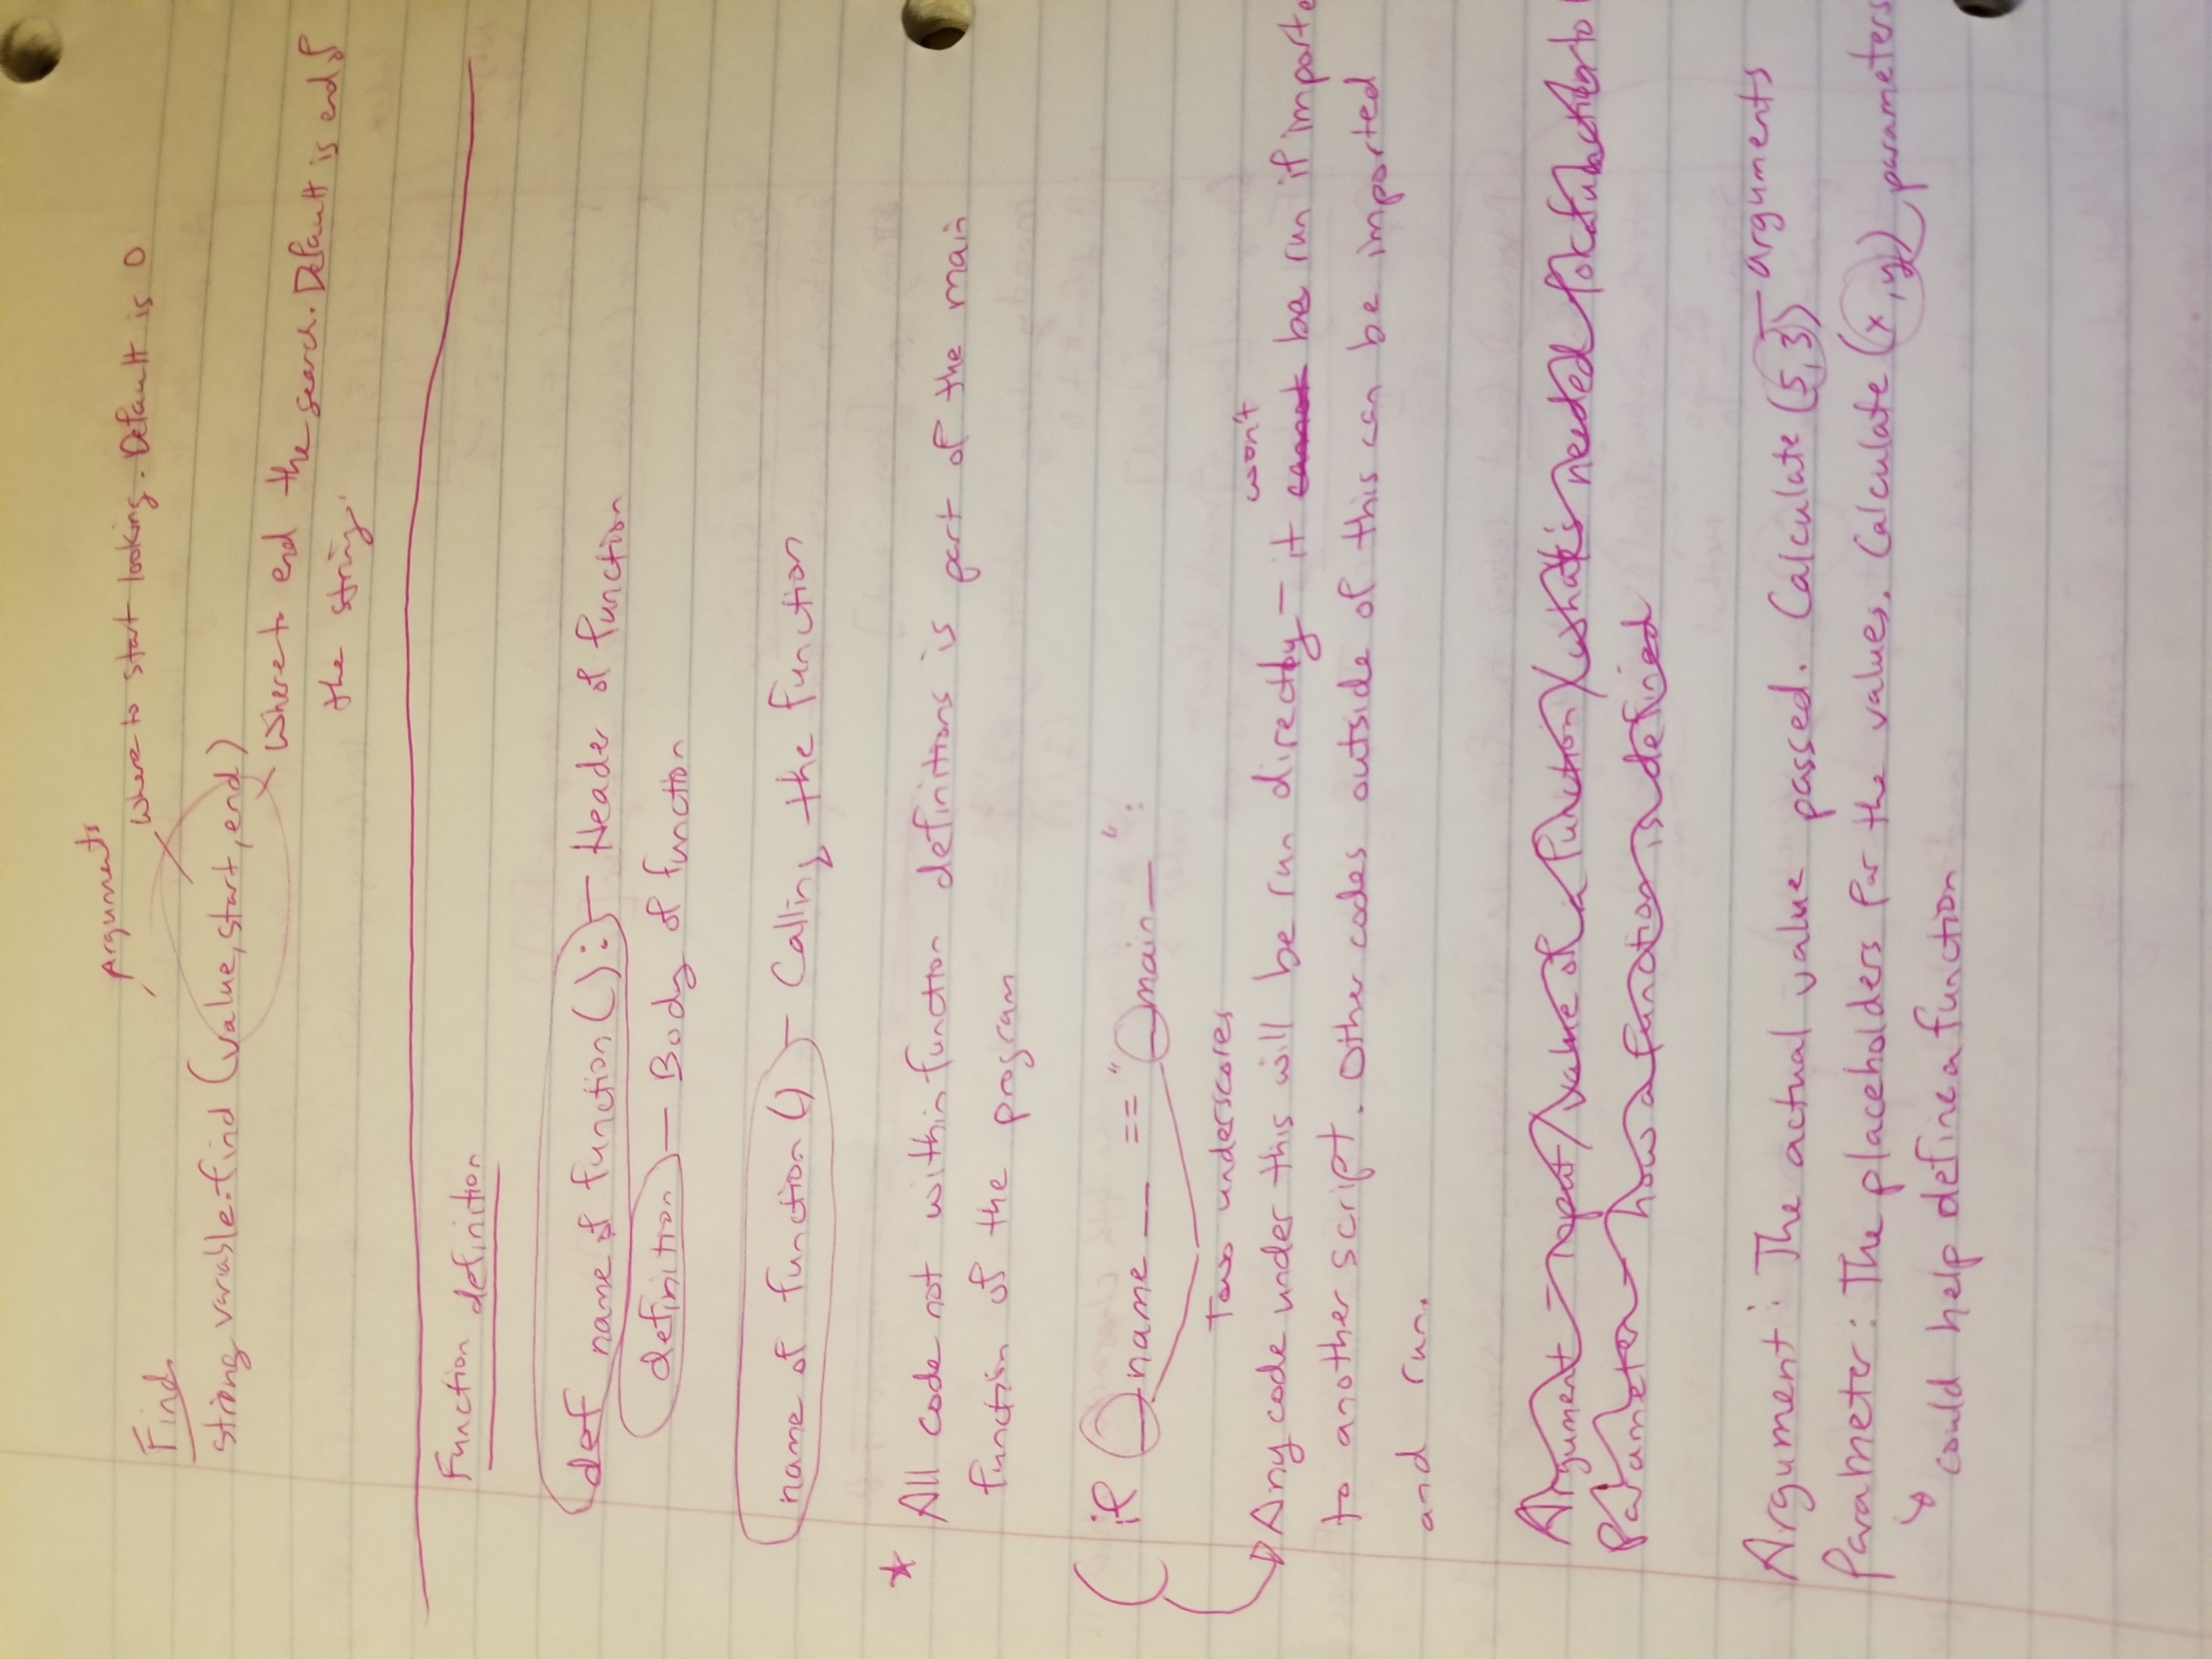 Arguments
Where to start looking. Default is 0
Find
string variable.find (value, start, end)
Where to end the search. Default is end of
the string.
Function definition
def name of function ( ) : - Header of function
definition - Body of function
name of function () - Calling the function
* All code not within function definitions is part of the main
function of the program
if __name__ == "__main__":
Two underscores
won't
Any code under this will be run directly - it cannot be run if importe
to another script. Other codes outside of this can be imported
and run.
Argument - input/value of a function/what's needed for a function to
Parameter - how a function is defined
Argument: The actual value passed. Calculate (5,3) - arguments
Parameter: The placeholders for the values. Calculate (x,y) parameters
could help define a function